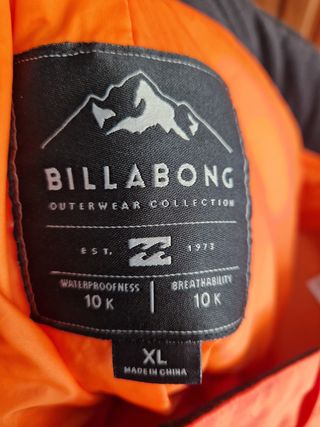 BILLABONG
OUTERWEAR COLLECTION
EST. 1973
WATERPROOFNESS
10 K
BREATHABILITY
10 K
XL
MADE IN CHINA